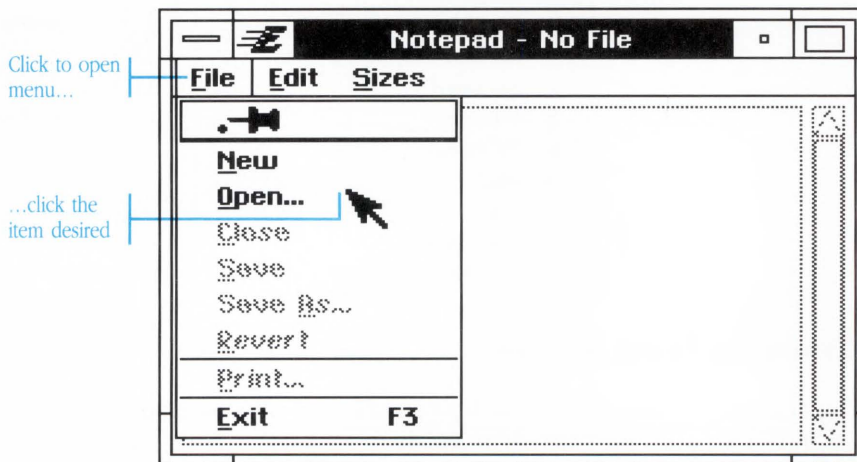 Notepad - No File
Click to open
menu...
File Edit Sizes
New
Open...
...click the
item desired
Close
Save
Save As...
Revert
Print...
Exit F3